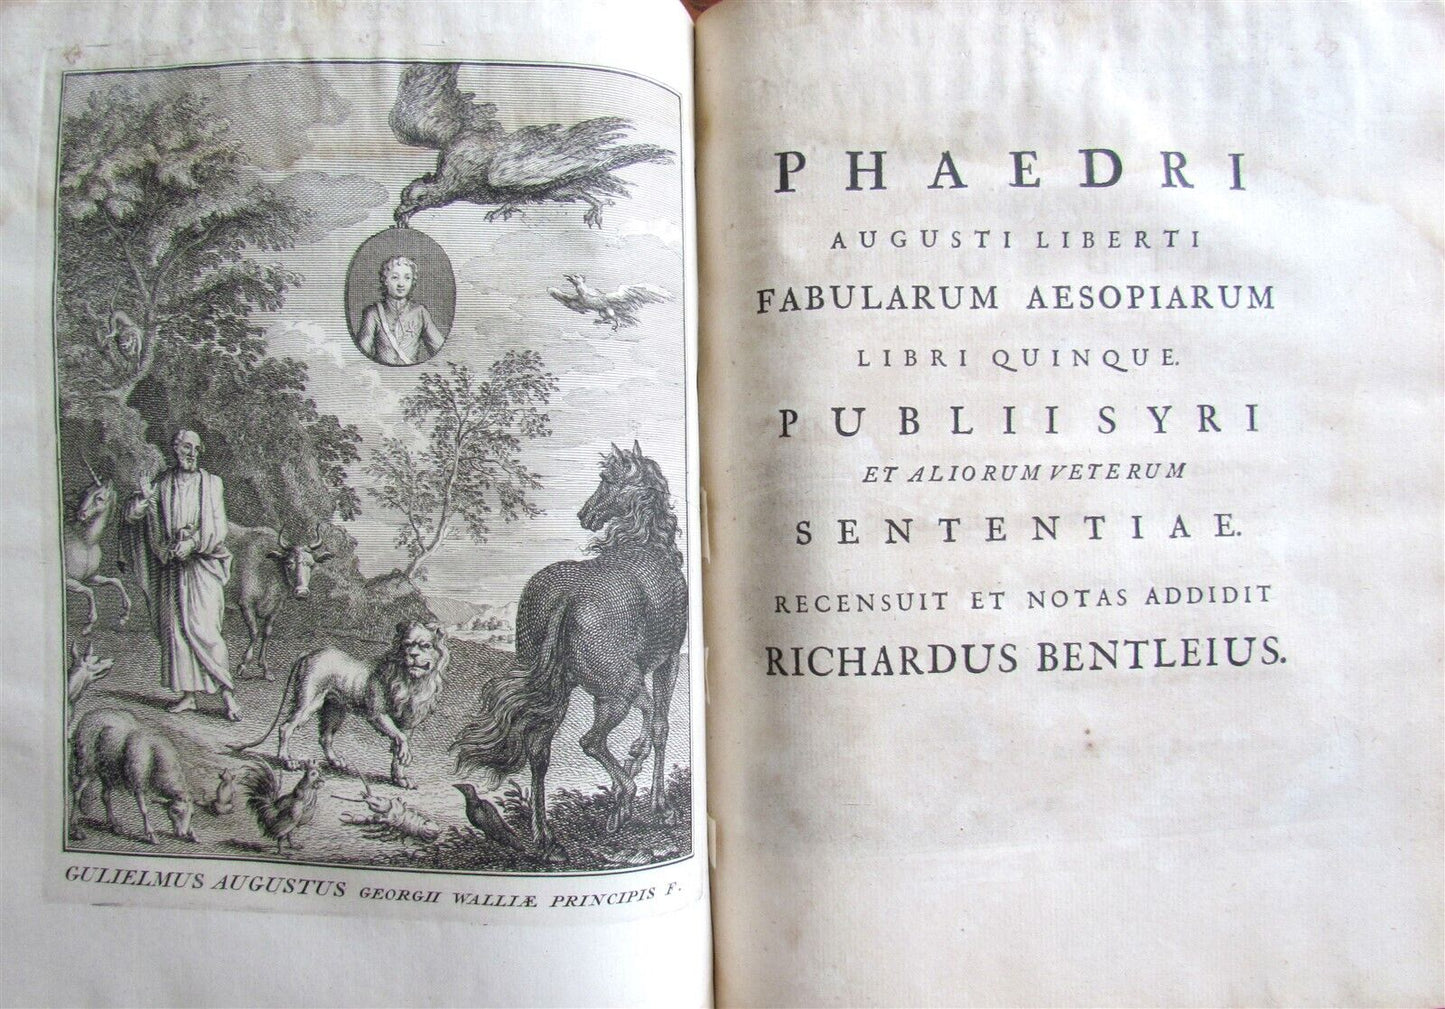 GULIELMUS AUGUSTUS GEORGII WALLIÆ PRINCIPIS F.
PHAEDRI
AUGUSTI LIBERTI
FABULARUM AESOPIARUM
LIBRI QUINQUE.
PUBLII SYRI
ET ALIORUM VETERUM
SENTENTIAE.
RECENSUIT ET NOTAS ADDIDIT
RICHARDUS BENTLEIUS.